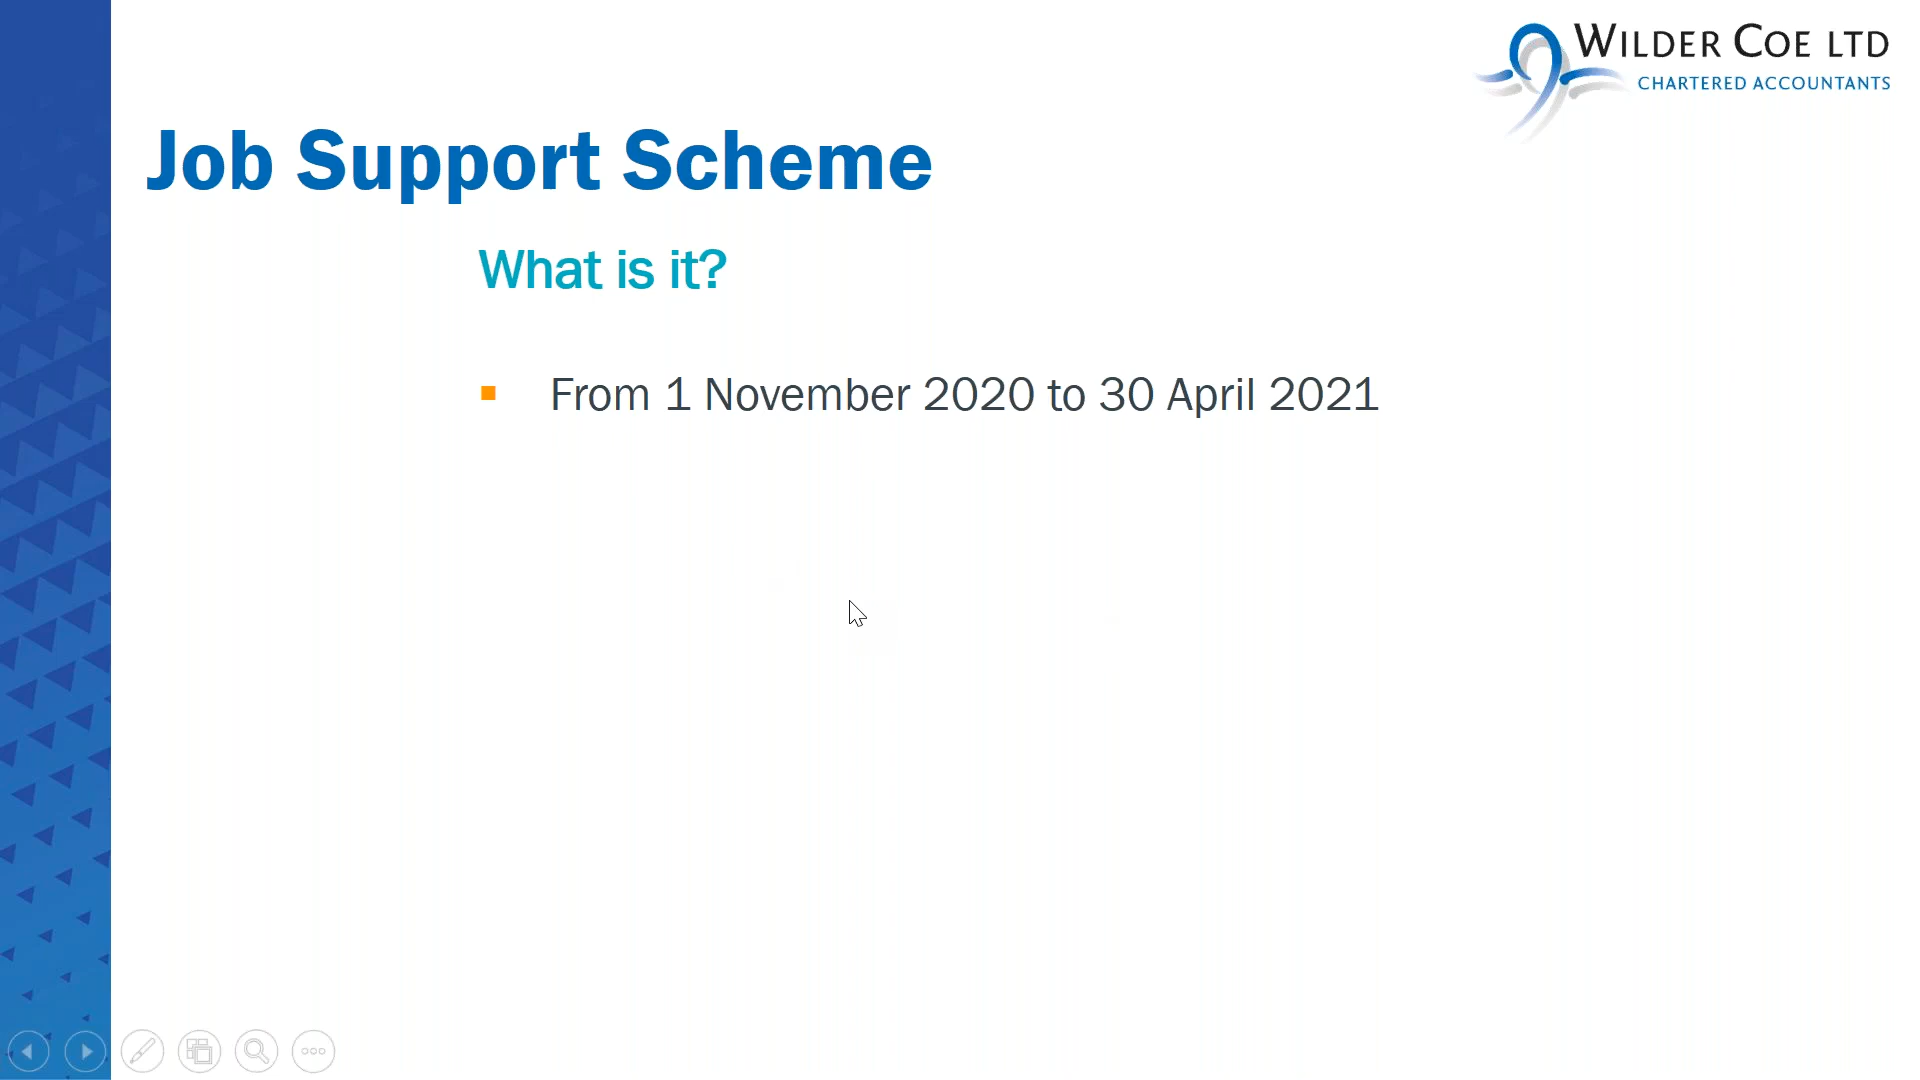 WILDER COE LTD
CHARTERED ACCOUNTANTS
Job Support Scheme
What is it?
From 1 November 2020 to 30 April 2021